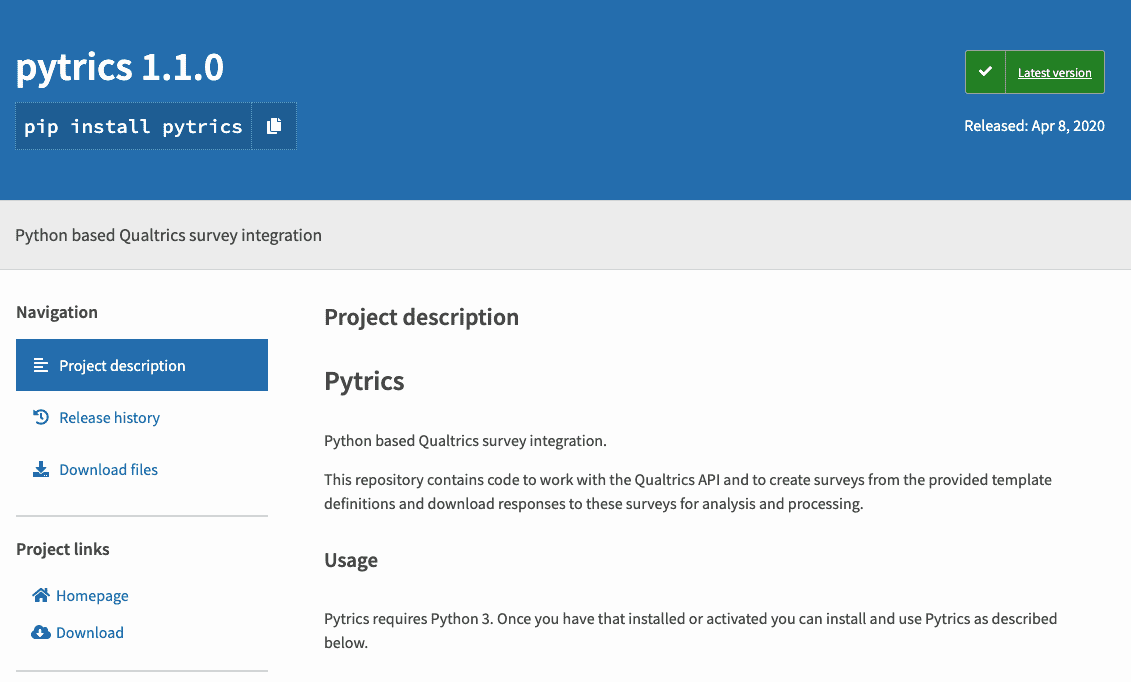 pytrics 1.1.0
pip install pytrics
Latest version
Released: Apr 8, 2020
Python based Qualtrics survey integration
Navigation
Project description
Release history
Download files
Project links
Homepage
Download
Project description
Pytrics
Python based Qualtrics survey integration.
This repository contains code to work with the Qualtrics API and to create surveys from the provided template
definitions and download responses to these surveys for analysis and processing.
Usage
Pytrics requires Python 3. Once you have that installed or activated you can install and use Pytrics as described
below.